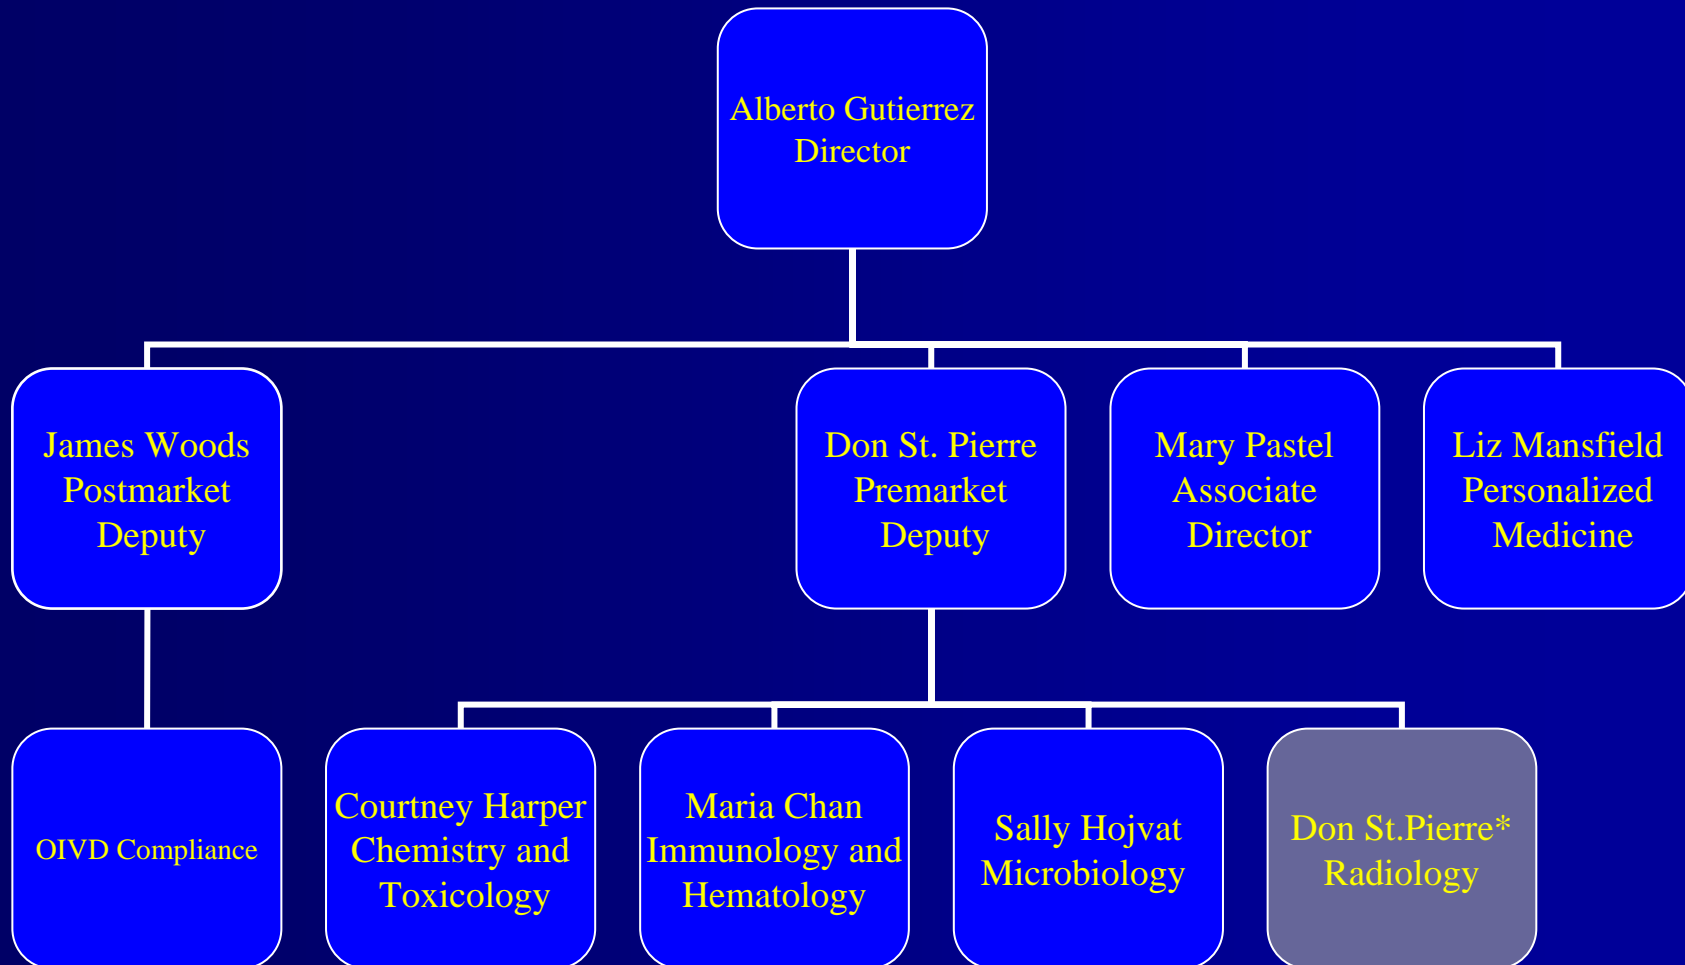 Alberto Gutierrez
Director
James Woods
Postmarket
Deputy
Don St. Pierre
Premarket
Deputy
Mary Pastel
Associate
Director
Liz Mansfield
Personalized
Medicine
OIVD Compliance
Courtney Harper
Chemistry and
Toxicology
Maria Chan
Immunology and
Hematology
Sally Hojvat
Microbiology
Don St.Pierre*
Radiology